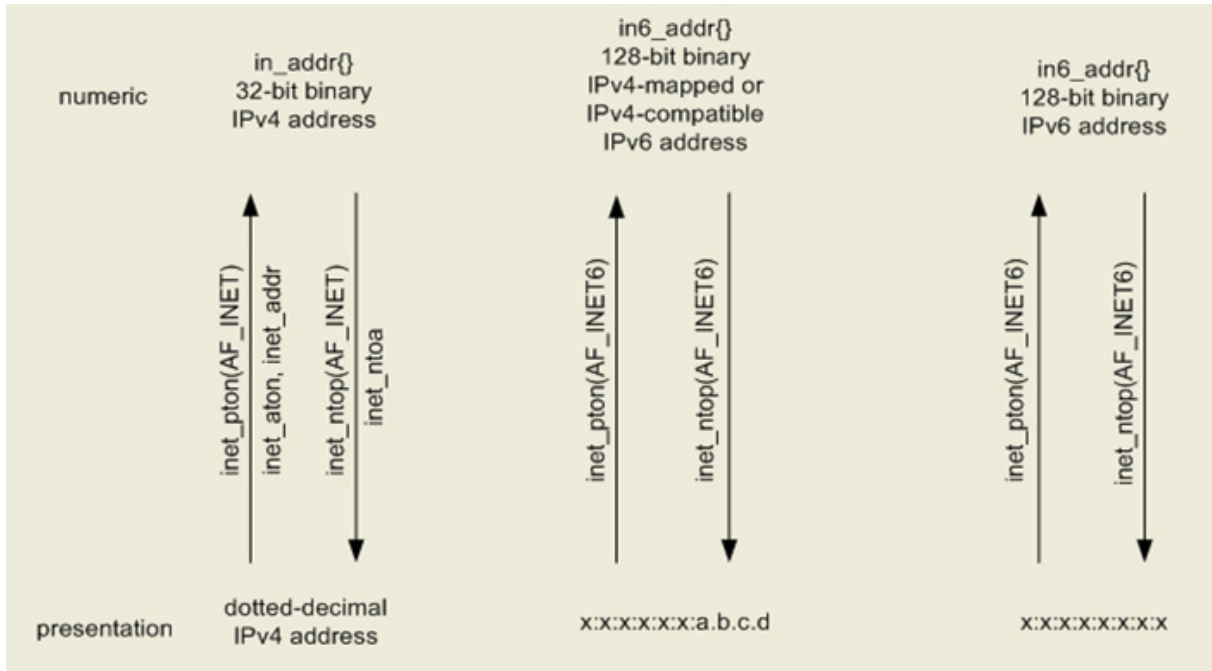 numeric
in_addr{}
32-bit binary
IPv4 address
in6_addr{}
128-bit binary
IPv4-mapped or
IPv4-compatible
IPv6 address
in6_addr{}
128-bit binary
IPv6 address
inet_pton(AF_INET)
inet_aton, inet_addr
inet_ntop(AF_INET)
inet_ntoa
inet_pton(AF_INET6)
inet_ntop(AF_INET6)
inet_pton(AF_INET6)
inet_ntop(AF_INET6)
presentation
dotted-decimal
IPv4 address
x:x:x:x:x:x:a.b.c.d
x:x:x:x:x:x:x:x